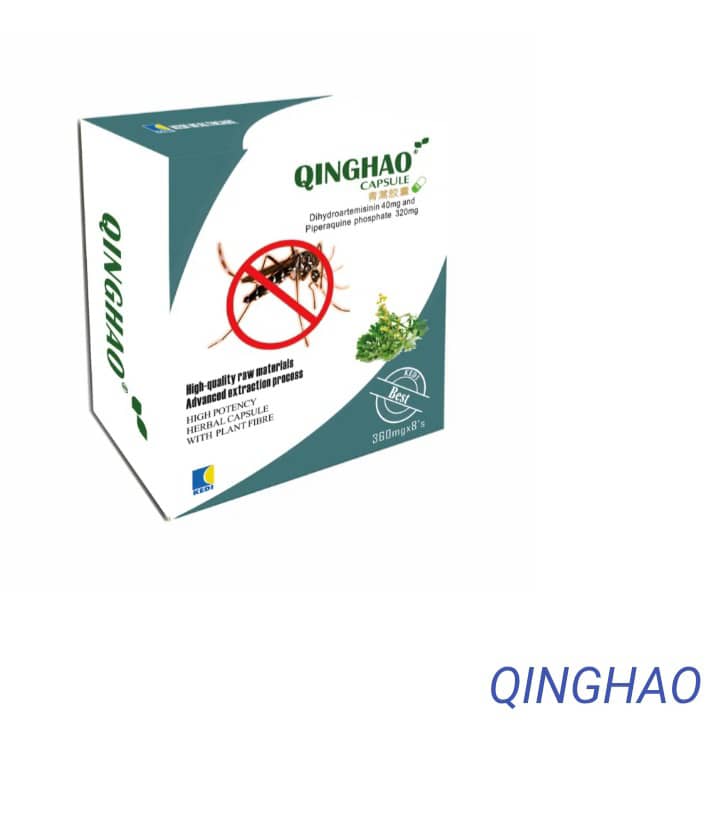 QINGHAO®
CAPSULE
青蒿胶囊
Dihydroartemisinin 40mg and
Piperaquine phosphate 320mg
QINGHAO®
High-quality raw materials
Advanced extraction process
HIGH POTENCY
HERBAL CAPSULE
WITH PLANT FIBRE
KEDI
Best
360mgx8's
KEDI
QINGHAO